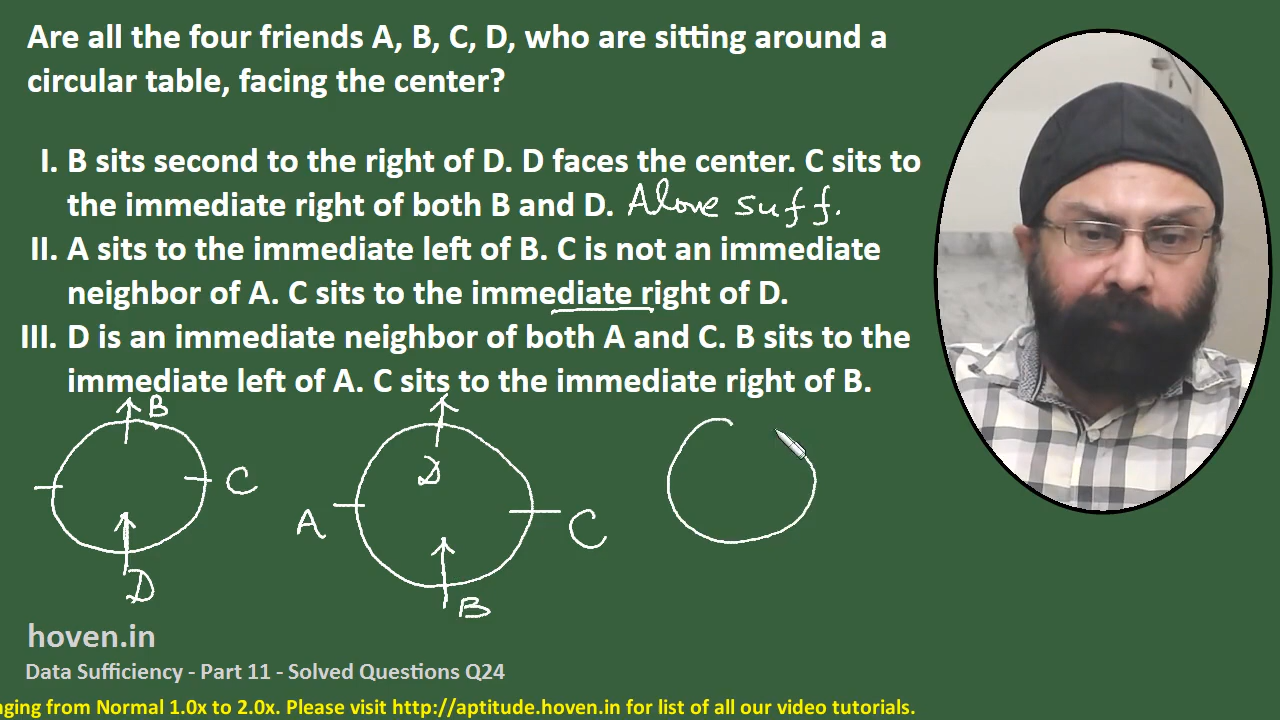 Are all the four friends A, B, C, D, who are sitting around a
circular table, facing the center?
I. B sits second to the right of D. D faces the center. C sits to
the immediate right of both B and D. Alone suff.
II. A sits to the immediate left of B. C is not an immediate
neighbor of A. C sits to the immediate right of D.
III. D is an immediate neighbor of both A and C. B sits to the
immediate left of A. C sits to the immediate right of B.
B
C
D
D
A
C
B
hoven.in
Data Sufficiency - Part 11 - Solved Questions Q24
nging from Normal 1.0x to 2.0x. Please visit http://aptitude.hoven.in for list of all our video tutorials.